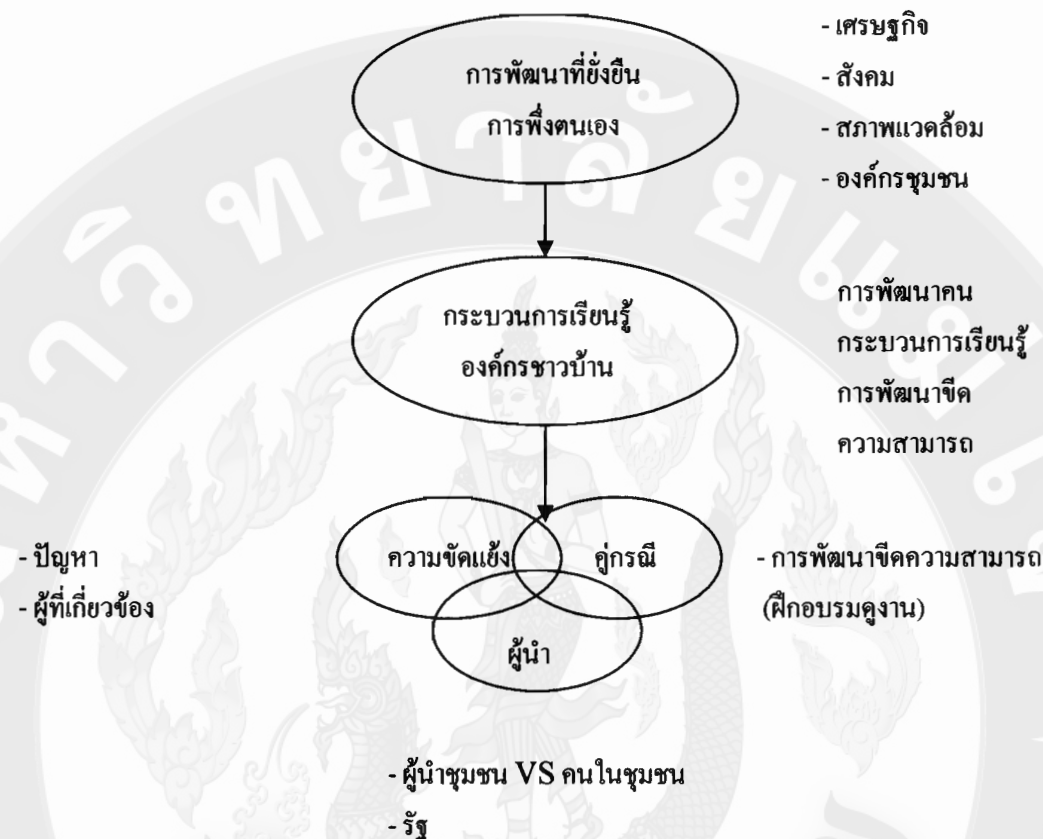 - เศรษฐกิจ
การพัฒนาที่ยั่งยืน
- สังคม
การพึ่งตนเอง
- สภาพแวดล้อม
- องค์กรชุมชน
กระบวนการเรียนรู้
องค์กรชาวบ้าน
การพัฒนาคน
กระบวนการเรียนรู้
การพัฒนาขีด
ความสามารถ
- ปัญหา
- ผู้ที่เกี่ยวข้อง
ความขัดแย้ง
คู่กรณี
- การพัฒนาขีดความสามารถ
(ฝึกอบรมดูงาน)
ผู้นำ
- ผู้นำชุมชน VS คนในชุมชน
- รัฐ